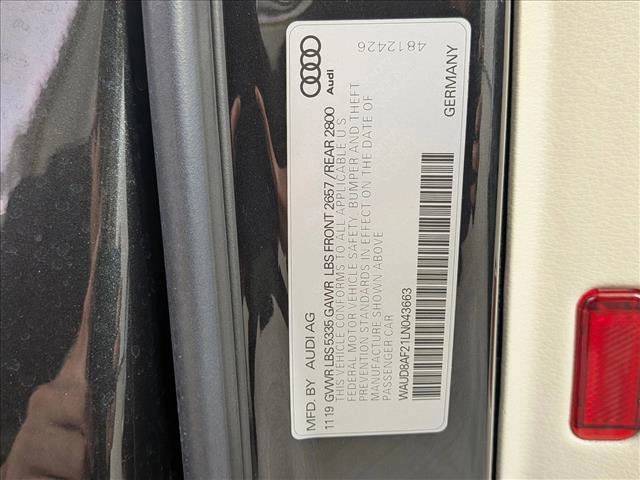 MFD. BY AUDI AG
11 19 GVWR LBS 5335 GAWR LBS FRONT 2657 /REAR 2800
THIS VEHICLE CONFORMS TO ALL APPLICABLE U S
FEDERAL MOTOR VEHICLE SAFETY, BUMPER AND THEFT
PREVENTION STANDARDS IN EFFECT ON THE DATE OF
MANUFACTURE SHOWN ABOVE
PASSENGER CAR
WAUD8AF21LN043663
Audi
4812426
GERMANY